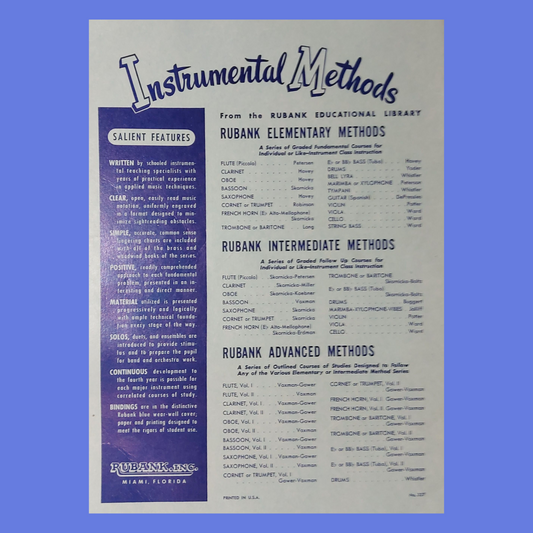 Instrumental Methods
From the RUBANK EDUCATIONAL LIBRARY
SALIENT FEATURES
WRITTEN by schooled instrumen-
tal teaching specialists with
years of practical experience
in applied music techniques.
CLEAR, open, easily read music
notation, uniformly engraved
in a format designed to min-
imize sightreading obstacles.
SIMPLE, accurate, common sense
fingering charts are included
with all of the brass and
woodwind books of the series.
POSITIVE, readily comprehended
approach to each fundamental
problem, presented in an in-
teresting and direct manner.
MATERIAL utilized is presented
progressively and logically
with ample technical founda-
tion every stage of the way.
SOLOS, duets, and ensembles are
introduced to provide stimu-
lus and to prepare the pupil
for band and orchestra work.
CONTINUOUS development to
the fourth year is possible for
each major instrument using
correlated courses of study.
BINDINGS are in the distinctive
Rubank blue wear-well cover,
paper and printing designed to
meet the rigors of student use.
RUBANK, INC.
MIAMI, FLORIDA
RUBANK ELEMENTARY METHODS
A Series of Graded Fundamental Courses for
Individual or Like-Instrument Class Instruction
FLUTE (Piccolo) Petersen
CLARINET Hovey
OBOE Hovey
BASSOON Skornicka
SAXOPHONE Hovey
CORNET or TRUMPET Robinson
FRENCH HORN (E♭ Alto-Mellophone)
Skornicka
TROMBONE or BARITONE Long
E♭ or BB♭ BASS (Tuba) Hovey
DRUMS Yoder
BELL LYRA Whistler
MARIMBA or XYLOPHONE Peterson
TYMPANI Whistler
GUITAR (Spanish)
VIOLIN Potter
VIOLA Ward
CELLO Ward
STRING BASS Ward
RUBANK INTERMEDIATE METHODS
A Series of Graded Follow Up Courses for
Individual or Like-Instrument Class Instruction
FLUTE (Piccolo) Skornicka-Petersen
CLARINET Skornicka-Miller
OBOE Skornicka-Koebner
BASSOON Voxman
SAXOPHONE Skornicka
CORNET or TRUMPET Skornicka
FRENCH HORN (E♭ Alto-Mellophone)
Skornicka-Erdman
TROMBONE or BARITONE
Skornicka-Boltz
E♭ or BB♭ BASS (Tuba)
Skornicka-Boltz
DRUMS Buggert
MARIMBA-XYLOPHONE-VIBES Jolliff
VIOLIN Potter
VIOLA Ward
CELLO Ward
RUBANK ADVANCED METHODS
A Series of Outlined Courses of Studies Designed to Follow
Any of the Various Elementary or Intermediate Method Series
FLUTE, Vol. I Voxman-Gower
FLUTE, Vol. II Voxman
CLARINET, Vol. I Voxman-Gower
CLARINET, Vol. II Voxman-Gower
OBOE, Vol. I Voxman-Gower
OBOE, Vol. II Voxman
BASSOON, Vol. I Voxman-Gower
BASSOON, Vol. II Voxman
SAXOPHONE, Vol. I Voxman-Gower
SAXOPHONE, Vol. II Voxman
CORNET or TRUMPET, Vol. I
Gower-Voxman
CORNET or TRUMPET, Vol. II
Gower-Voxman
FRENCH HORN, Vol. I Gower-Voxman
FRENCH HORN, Vol. II Gower-Voxman
TROMBONE or BARITONE, Vol. I
Gower-Voxman
TROMBONE or BARITONE, Vol. II
Gower-Voxman
E♭ or BB♭ BASS (Tuba), Vol. I
Gower-Voxman
E♭ or BB♭ BASS (Tuba), Vol. II
Gower-Voxman
DRUMS Whistler
PRINTED IN U.S.A.